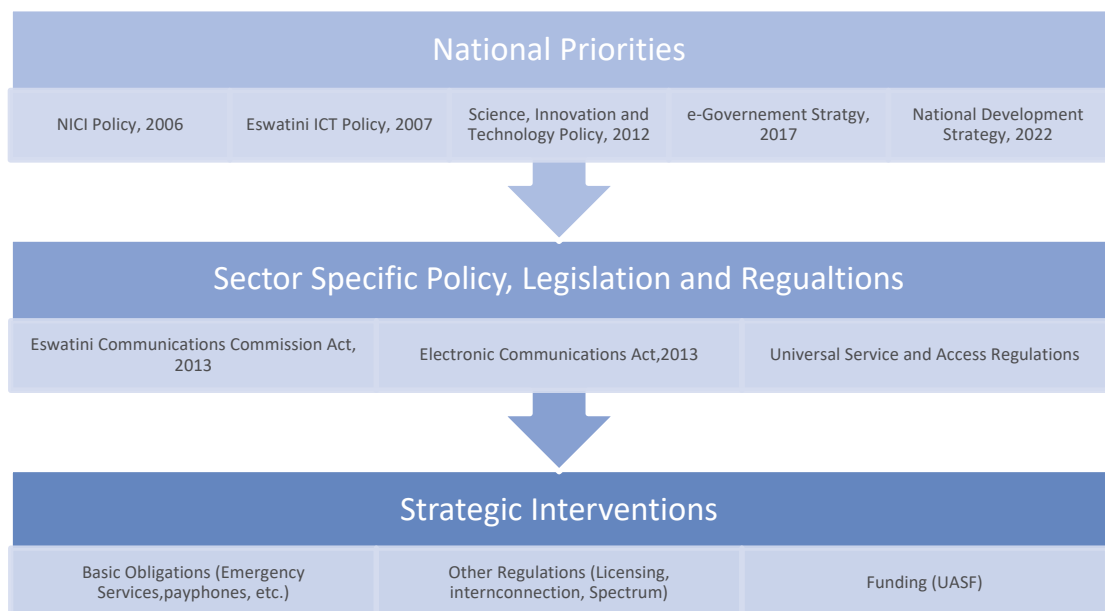 National Priorities
NICI Policy, 2006
Eswatini ICT Policy, 2007
Science, Innovation and
Technology Policy, 2012
e-Governement Stratgy,
2017
National Development
Strategy, 2022
Sector Specific Policy, Legislation and Regualtions
Eswatini Communications Commission Act,
2013
Electronic Communications Act,2013
Universal Service and Access Regulations
Strategic Interventions
Basic Obligations (Emergency
Services,payphones, etc.)
Other Regulations (Licensing,
internconnection, Spectrum)
Funding (UASF)